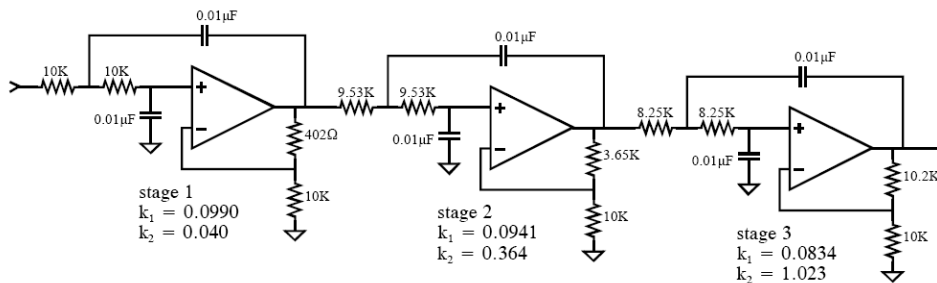 0.01μF
10K
10K
0.01μF
+
−
402Ω
10K
stage 1
k₁ = 0.0990
k₂ = 0.040
0.01μF
9.53K
9.53K
0.01μF
+
−
3.65K
10K
stage 2
k₁ = 0.0941
k₂ = 0.364
0.01μF
8.25K
8.25K
0.01μF
+
−
10.2K
10K
stage 3
k₁ = 0.0834
k₂ = 1.023